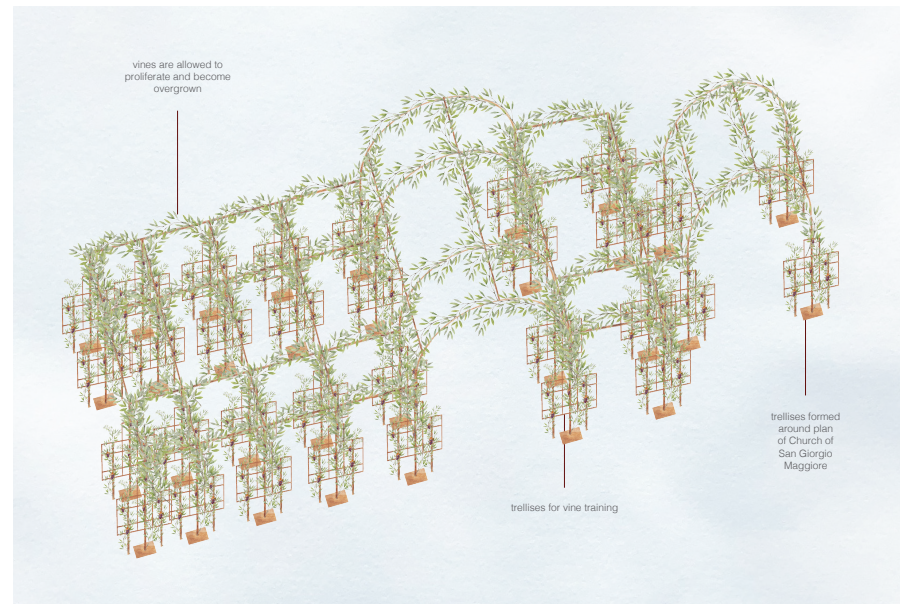 vines are allowed to
proliferate and become
overgrown
trellises formed
around plan
of Church of
San Giorgio
Maggiore
trellises for vine training